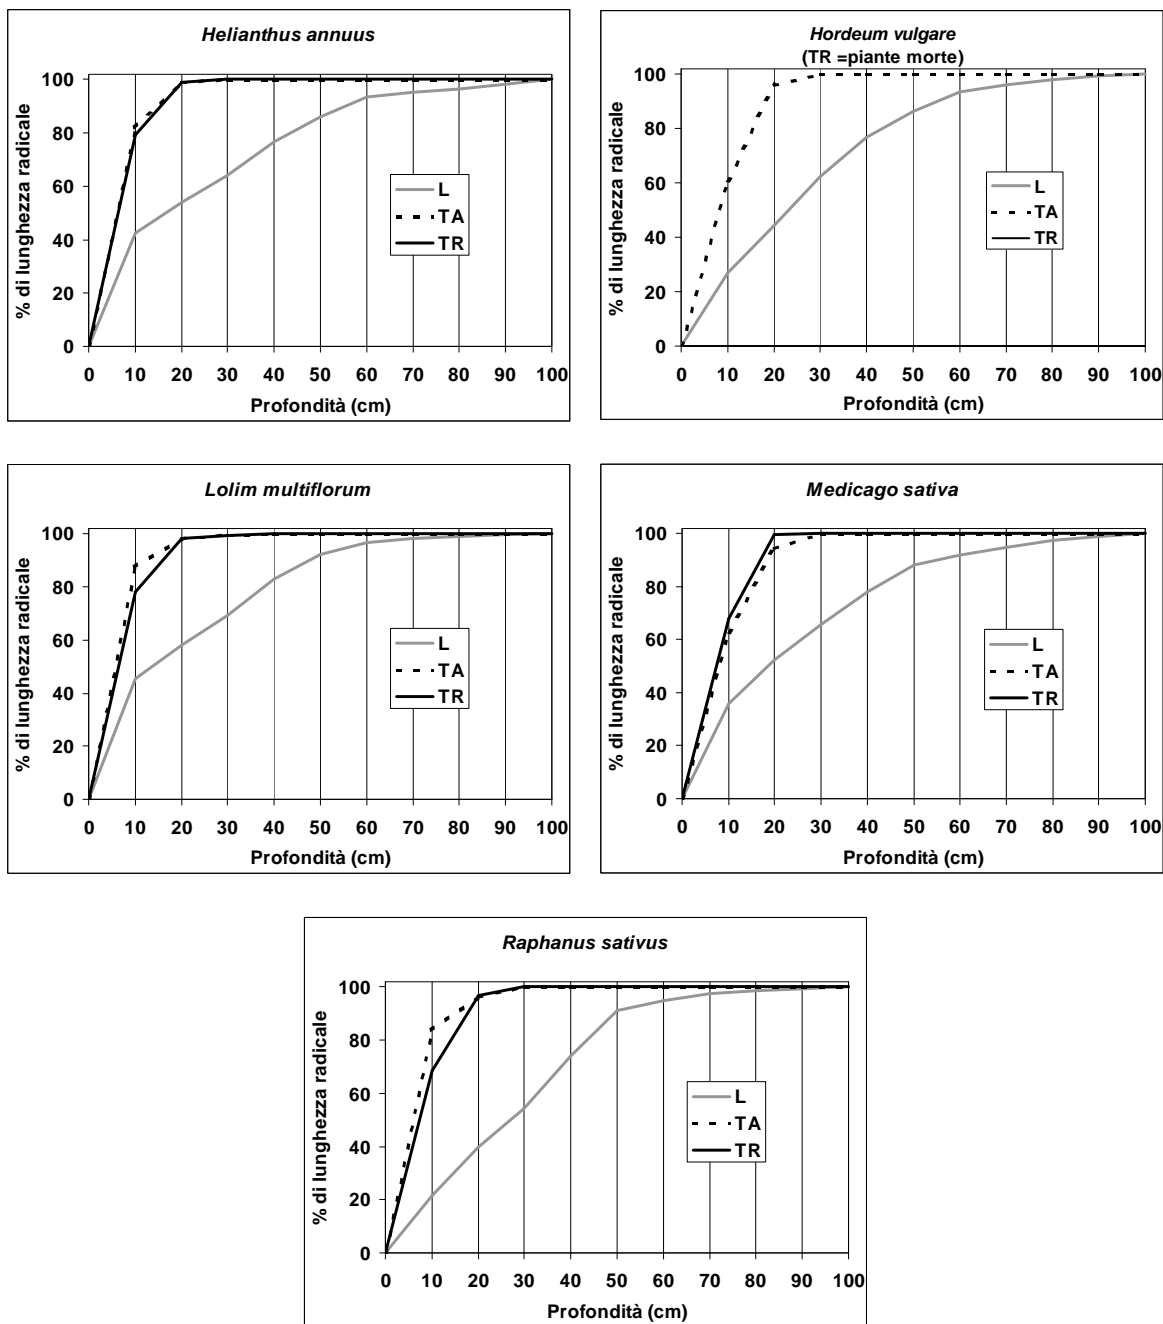 Helianthus annuus
% di lunghezza radicale
100
80
60
40
20
0
L
TA
TR
0 10 20 30 40 50 60 70 80 90 100
Profondità (cm)
Hordeum vulgare
(TR =piante morte)
% di lunghezza radicale
100
80
60
40
20
0
L
TA
TR
0 10 20 30 40 50 60 70 80 90 100
Profondità (cm)
Lolim multiflorum
% di lunghezza radicale
100
80
60
40
20
0
L
TA
TR
0 10 20 30 40 50 60 70 80 90 100
Profondità (cm)
Medicago sativa
% di lunghezza radicale
100
80
60
40
20
0
L
TA
TR
0 10 20 30 40 50 60 70 80 90 100
Profondità (cm)
Raphanus sativus
% di lunghezza radicale
100
80
60
40
20
0
L
TA
TR
0 10 20 30 40 50 60 70 80 90 100
Profondità (cm)